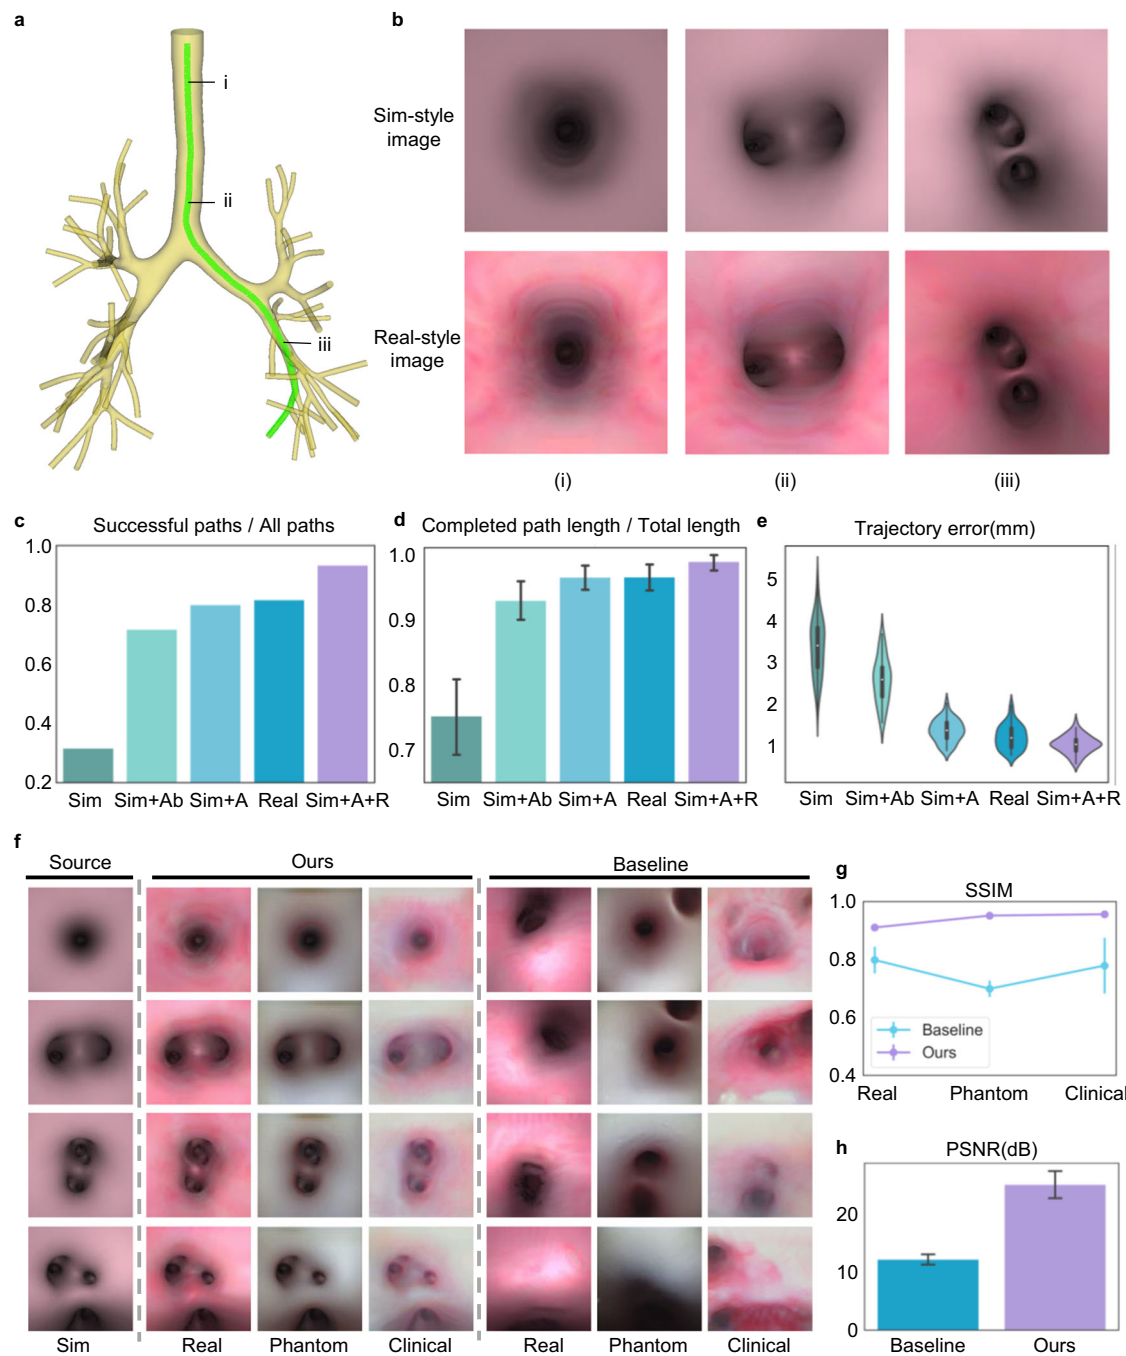 a
i
ii
iii
b
Sim-style
image
Real-style
image
(i) (ii) (iii)
c
Successful paths / All paths
1.0
0.8
0.6
0.4
0.2
Sim Sim+Ab Sim+A Real Sim+A+R
d
Completed path length / Total length
1.0
0.9
0.8
0.7
Sim Sim+Ab Sim+A Real Sim+A+R
e
Trajectory error(mm)
5
4
3
2
1
Sim Sim+Ab Sim+A Real Sim+A+R
f
Source Ours Baseline
Sim Real Phantom Clinical Real Phantom Clinical
g
SSIM
1.0
0.8
0.6
0.4
Baseline
Ours
Real Phantom Clinical
h
PSNR(dB)
20
10
0
Baseline Ours